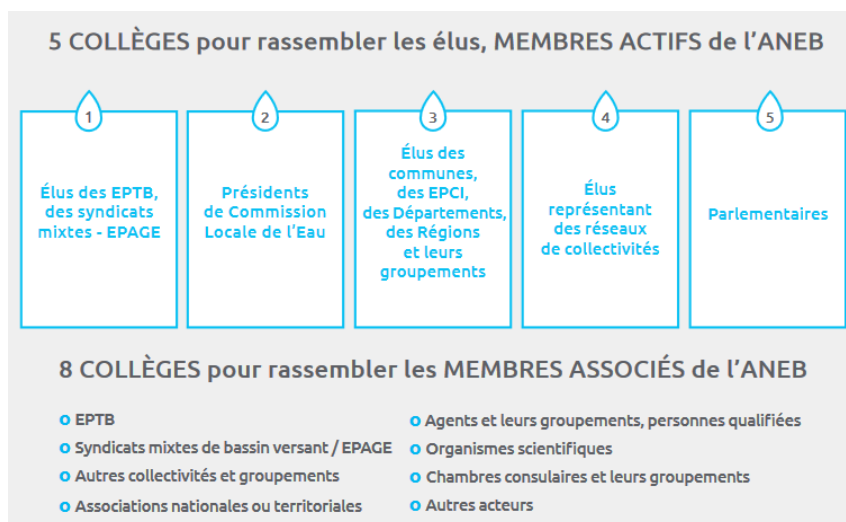 5 COLLÈGES pour rassembler les élus, MEMBRES ACTIFS de l'ANEB
1
Élus des EPTB,
des syndicats
mixtes - EPAGE
2
Présidents
de Commission
Locale de l'Eau
3
Élus des
communes,
des EPCI,
des Départements,
des Régions
et leurs
groupements
4
Élus
représentant
des réseaux
de collectivités
5
Parlementaires
8 COLLÈGES pour rassembler les MEMBRES ASSOCIÉS de l'ANEB
o EPTB
o Syndicats mixtes de bassin versant / EPAGE
o Autres collectivités et groupements
o Associations nationales ou territoriales
o Agents et leurs groupements, personnes qualifiées
o Organismes scientifiques
o Chambres consulaires et leurs groupements
o Autres acteurs